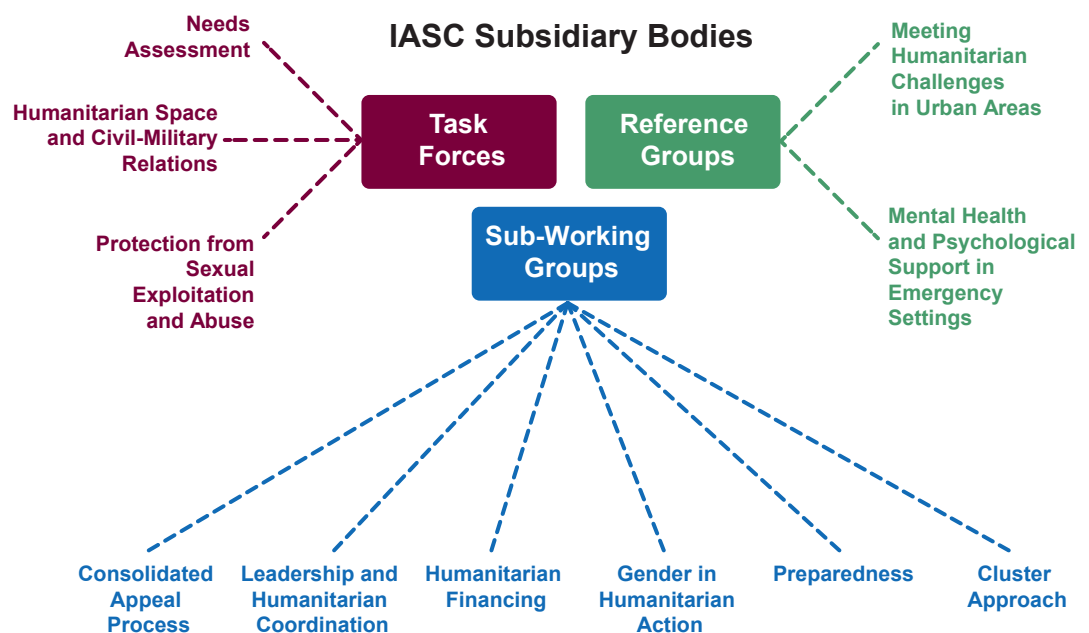 IASC Subsidiary Bodies
Needs
Assessment
Humanitarian Space
and Civil-Military
Relations
Protection from
Sexual
Exploitation
and Abuse
Task
Forces
Reference
Groups
Meeting
Humanitarian
Challenges
in Urban Areas
Mental Health
and Psychological
Support in
Emergency
Settings
Sub-Working
Groups
Consolidated
Appeal
Process
Leadership and
Humanitarian
Coordination
Humanitarian
Financing
Gender in
Humanitarian
Action
Preparedness
Cluster
Approach